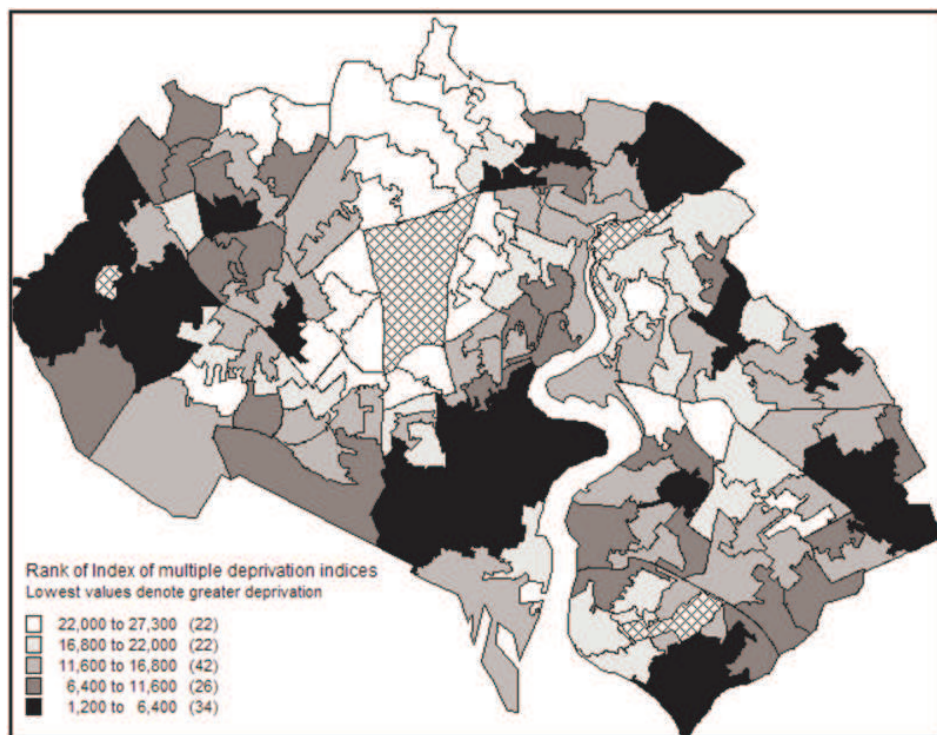 Rank of Index of multiple deprivation indices
Lowest values denote greater deprivation
22,000 to 27,300 (22)
16,800 to 22,000 (22)
11,600 to 16,800 (42)
6,400 to 11,600 (26)
1,200 to 6,400 (34)